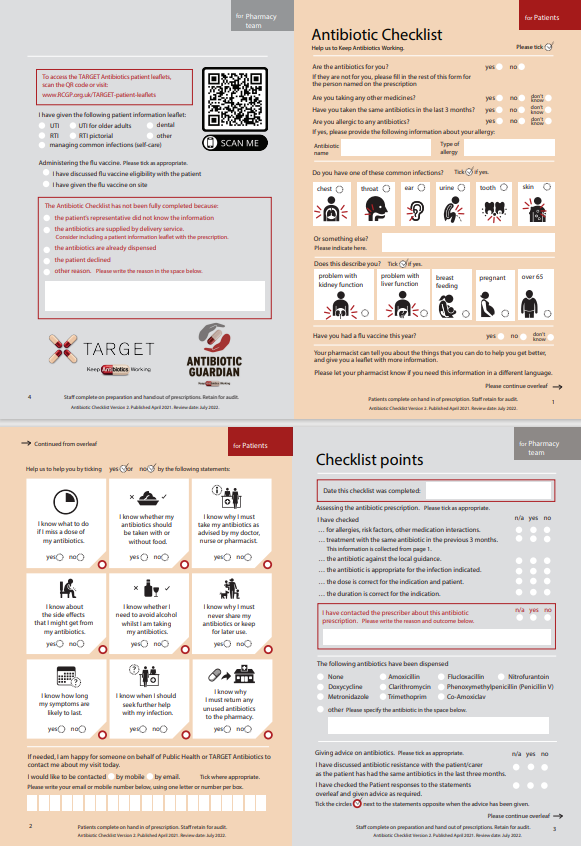 for Pharmacy
team
To access the TARGET Antibiotics patient leaflets,
scan the QR code or visit:
www.RCGP.org.uk/TARGET-patient-leaflets
SCAN ME
I have given the following patient information leaflet:
UTI UTI for older adults dental
RTI RTI pictorial other
managing common infections (self-care)
Administering the flu vaccine. Please tick as appropriate.
I have discussed flu vaccine eligibility with the patient
I have given the flu vaccine on site
The Antibiotic Checklist has not been fully completed because:
the patient's representative did not know the information
the antibiotics are supplied by delivery service.
Consider including a patient information leaflet with the prescription.
the antibiotics are already dispensed
the patient declined
other reason. Please write the reason in the space below.
TARGET
Keep Antibiotics Working
ANTIBIOTIC
GUARDIAN
Keep Antibiotics Working
4
Staff complete on preparation and hand out of prescriptions. Retain for audit.
Antibiotic Checklist Version 2. Published April 2021. Review date: July 2022.
for Patients
Antibiotic Checklist
Help us to Keep Antibiotics Working.
Please tick
Are the antibiotics for you? yes no
If they are not for you, please fill in the rest of this form for
the person named on the prescription
Are you taking any other medicines? yes no don't know
Have you taken the same antibiotics in the last 3 months? yes no don't know
Are you allergic to any antibiotics? yes no don't know
If yes, please provide the following information about your allergy:
Antibiotic name
Type of allergy
Do you have one of these common infections? Tick if yes.
chest throat ear urine tooth skin
Or something else?
Please indicate here.
Does this describe you? Tick if yes.
problem with kidney function
problem with liver function
breast feeding
pregnant
over 65
Have you had a flu vaccine this year? yes no don't know
Your pharmacist can tell you about the things that you can do to help you get better,
and give you a leaflet with more information.
Please let your pharmacist know if you need this information in a different language.
Please continue overleaf
Patients complete on hand in of prescription. Staff retain for audit.
Antibiotic Checklist Version 2. Published April 2021. Review date: July 2022.
1
Continued from overleaf
for Patients
Help us to help you by ticking yes or no by the following statements:
I know what to do
if I miss a dose of
my antibiotics.
yes no
I know whether my
antibiotics should
be taken with or
without food.
yes no
I know why I must
take my antibiotics as
advised by my doctor,
nurse or pharmacist.
yes no
I know about
the side effects
that I might get from
my antibiotics.
yes no
I know whether I
need to avoid alcohol
whilst I am taking
my antibiotics.
yes no
I know why I must
never share my
antibiotics or keep
for later use.
yes no
I know how long
my symptoms are
likely to last.
yes no
I know when I should
seek further help
with my infection.
yes no
I know why
I must return any
unused antibiotics
to the pharmacy.
yes no
If needed, I am happy for someone on behalf of Public Health or TARGET Antibiotics to
contact me about my visit today.
I would like to be contacted by mobile by email. Tick where appropriate.
Please write your email or mobile number below, using one letter or number per box.
2
Patients complete on hand in of prescription. Staff retain for audit.
Antibiotic Checklist Version 2. Published April 2021. Review date: July 2022.
for Pharmacy
team
Checklist points
Date this checklist was completed:
Assessing the antibiotic prescription. Please tick as appropriate.
I have checked n/a yes no
... for allergies, risk factors, other medication interactions.
... treatment with the same antibiotic in the previous 3 months.
This information is collected from page 1.
... the antibiotic against the local guidance.
... the antibiotic is appropriate for the infection indicated.
... the dose is correct for the indication and patient.
... the duration is correct for the indication.
I have contacted the prescriber about this antibiotic n/a yes no
prescription. Please write the reason and outcome below.
The following antibiotics have been dispensed
None Amoxicillin Flucloxacillin Nitrofurantoin
Doxycycline Clarithromycin Phenoxymethylpenicillin (Penicillin V)
Metronidazole Trimethoprim Co-Amoxiclav
other Please specify the antibiotic in the space below.
Giving advice on antibiotics. Please tick as appropriate. n/a yes no
I have discussed antibiotic resistance with the patient/carer
as the patient has had the same antibiotics in the last three months.
I have checked the Patient responses to the statements
overleaf and given advice as required.
Tick the circles next to the statements opposite when the advice has been given.
Please continue overleaf
Staff complete on preparation and hand out of prescriptions. Retain for audit.
Antibiotic Checklist Version 2. Published April 2021. Review date: July 2022.
3